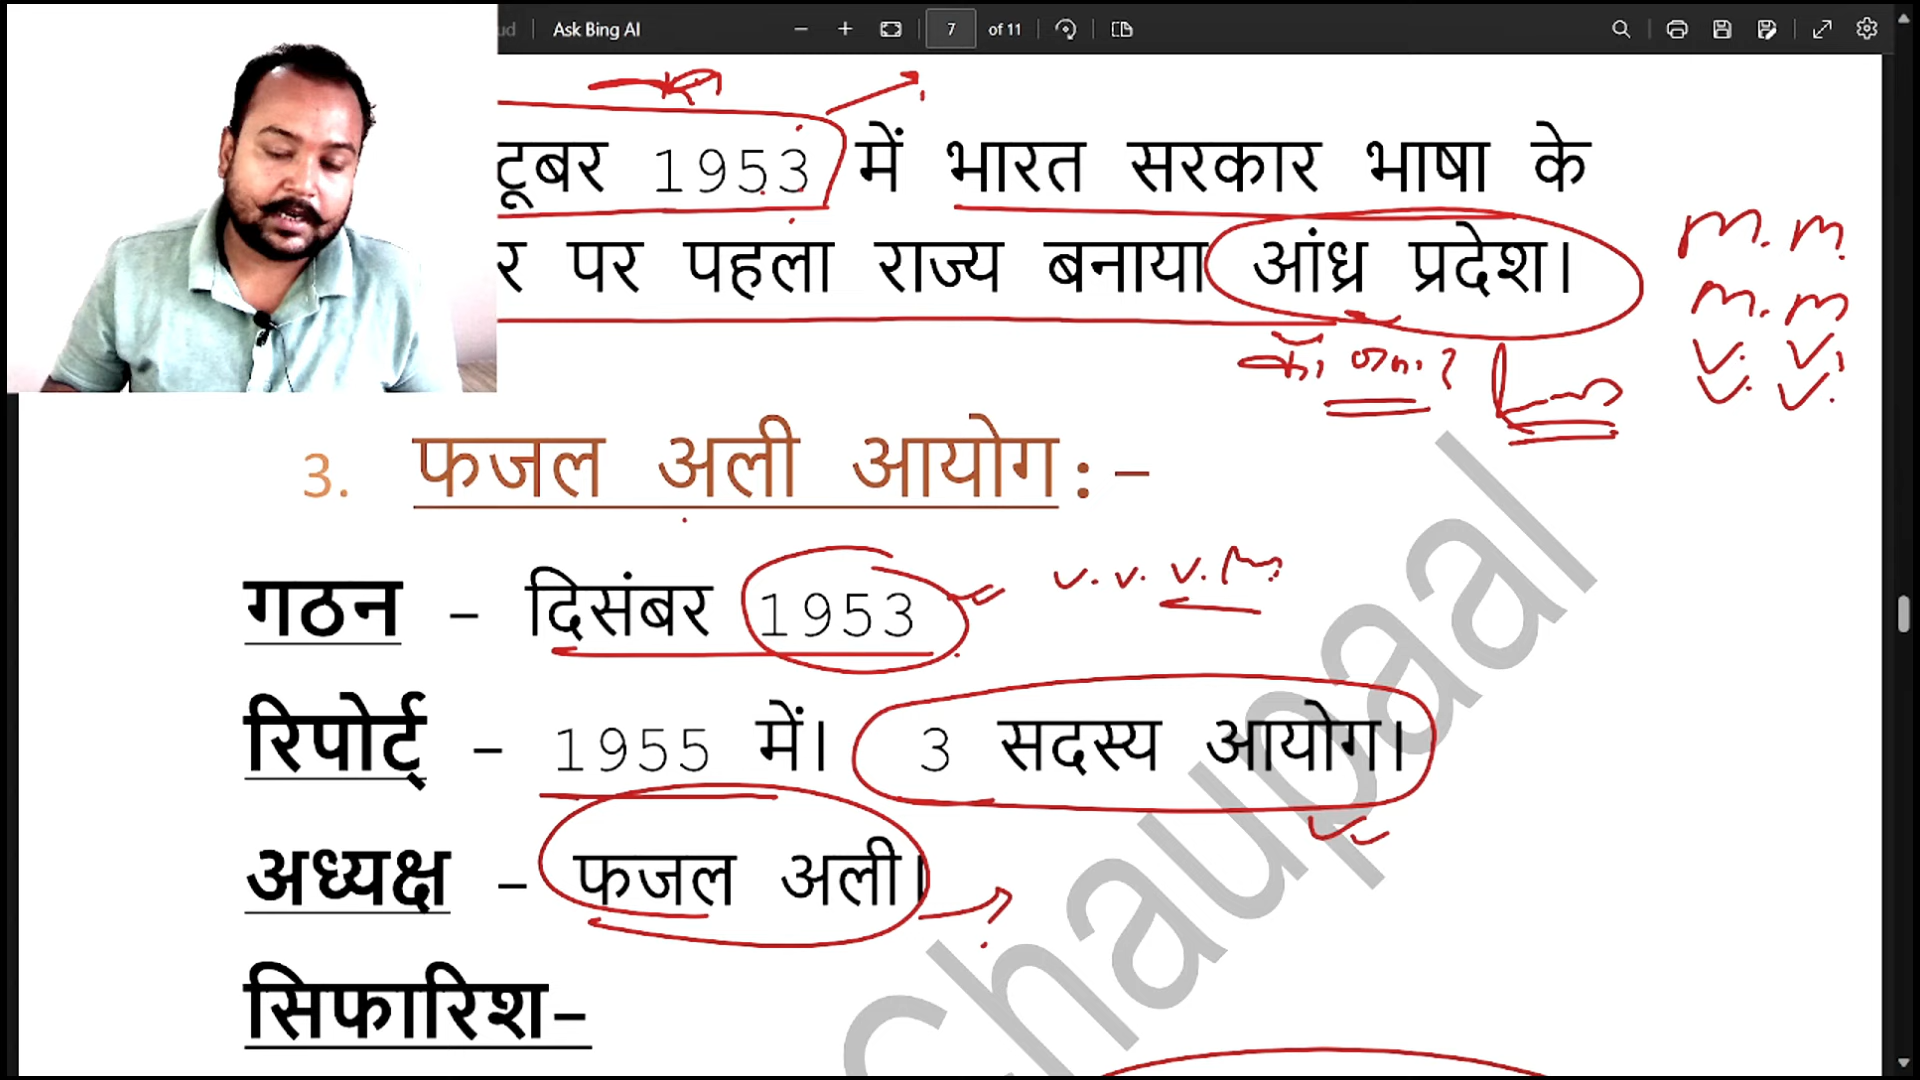 ud Ask Bing AI 7 of 11
टूबर 1953 में भारत सरकार भाषा के
र पर पहला राज्य बनाया आंध्र प्रदेश।
m. m.
m. m
v. v.
v. v.
3. फजल अली आयोग:-
गठन - दिसंबर 1953
v. v. v. m.
रिपोर्ट् - 1955 में। 3 सदस्य आयोग।
अध्यक्ष - फजल अली।
सिफारिश-
Chaupaal